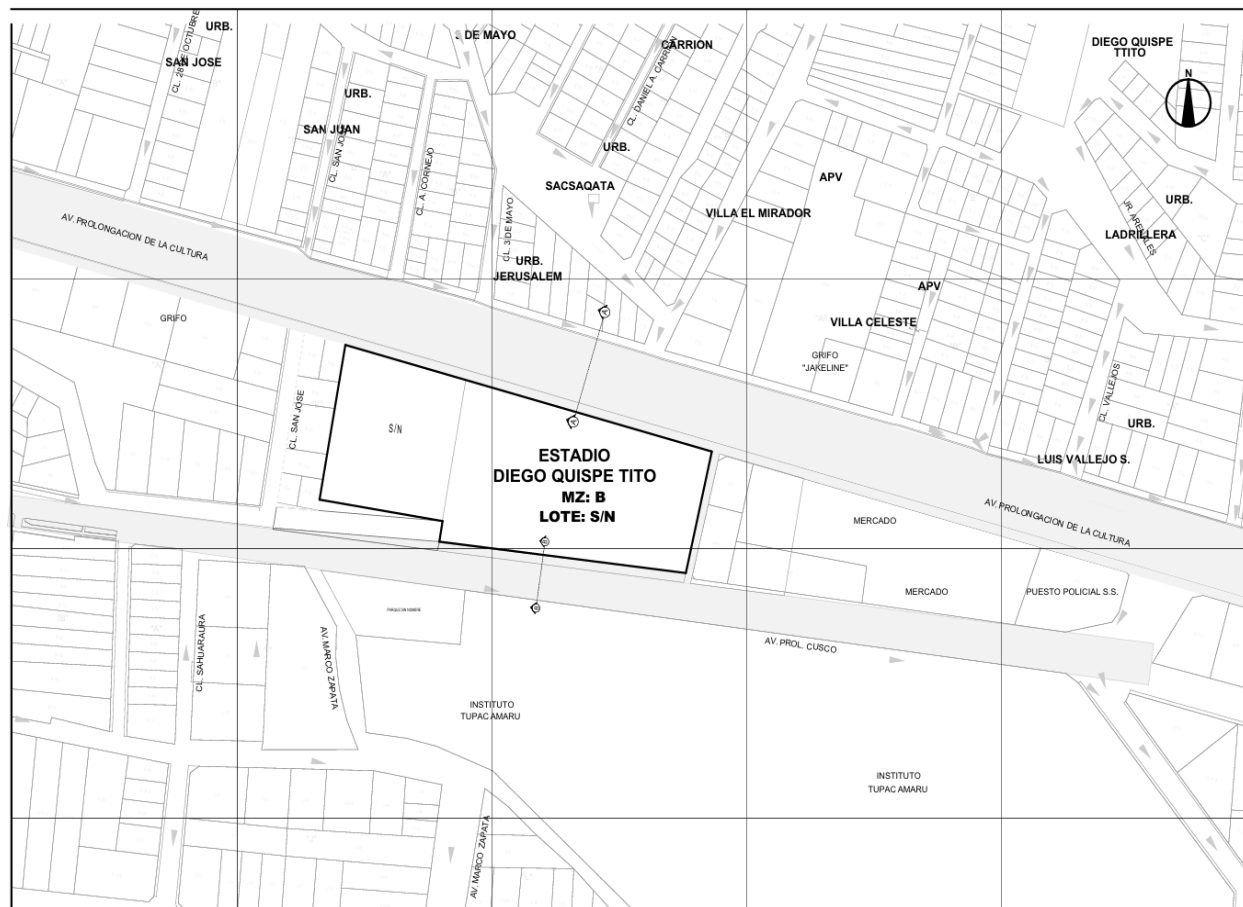 URB.
SAN JOSE
CL. 28 DE OCTUBRE
3 DE MAYO
CARRION
DIEGO QUISPE
TTITO
N
URB.
SAN JUAN
CL. SAN JOSE
CL. A. CORNEJO
CL. DANIEL A. CARRION
URB.
SACSAQATA
APV
VILLA EL MIRADOR
URB.
LADRILLERA
JR. ARENALES
AV. PROLONGACION DE LA CULTURA
CL. 3 DE MAYO
URB.
JERUSALEM
APV
VILLA CELESTE
GRIFO
GRIFO
"JAKELINE"
A
A
CL. SAN JOSE
S/N
ESTADIO
DIEGO QUISPE TITO
MZ: B
LOTE: S/N
CL. VALLEJOS
URB.
LUIS VALLEJO S.
AV. PROLONGACION DE LA CULTURA
MERCADO
B
B
MERCADO
PUESTO POLICIAL S.S.
AV. PROL. CUSCO
CL. SAHUARAURA
AV. MARCO ZAPATA
INSTITUTO
TUPAC AMARU
INSTITUTO
TUPAC AMARU
AV. MARCO ZAPATA